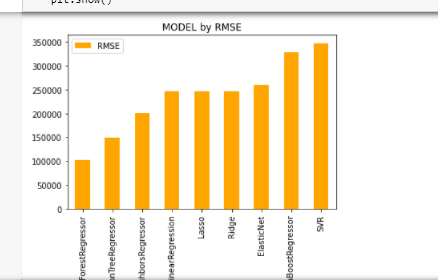 plt.show()
MODEL by RMSE
RMSE
350000
300000
250000
200000
150000
100000
50000
0
ForestRegressor
nTreeRegressor
hborsRegressor
nearRegression
Lasso
Ridge
ElasticNet
aBoostRegressor
SVR